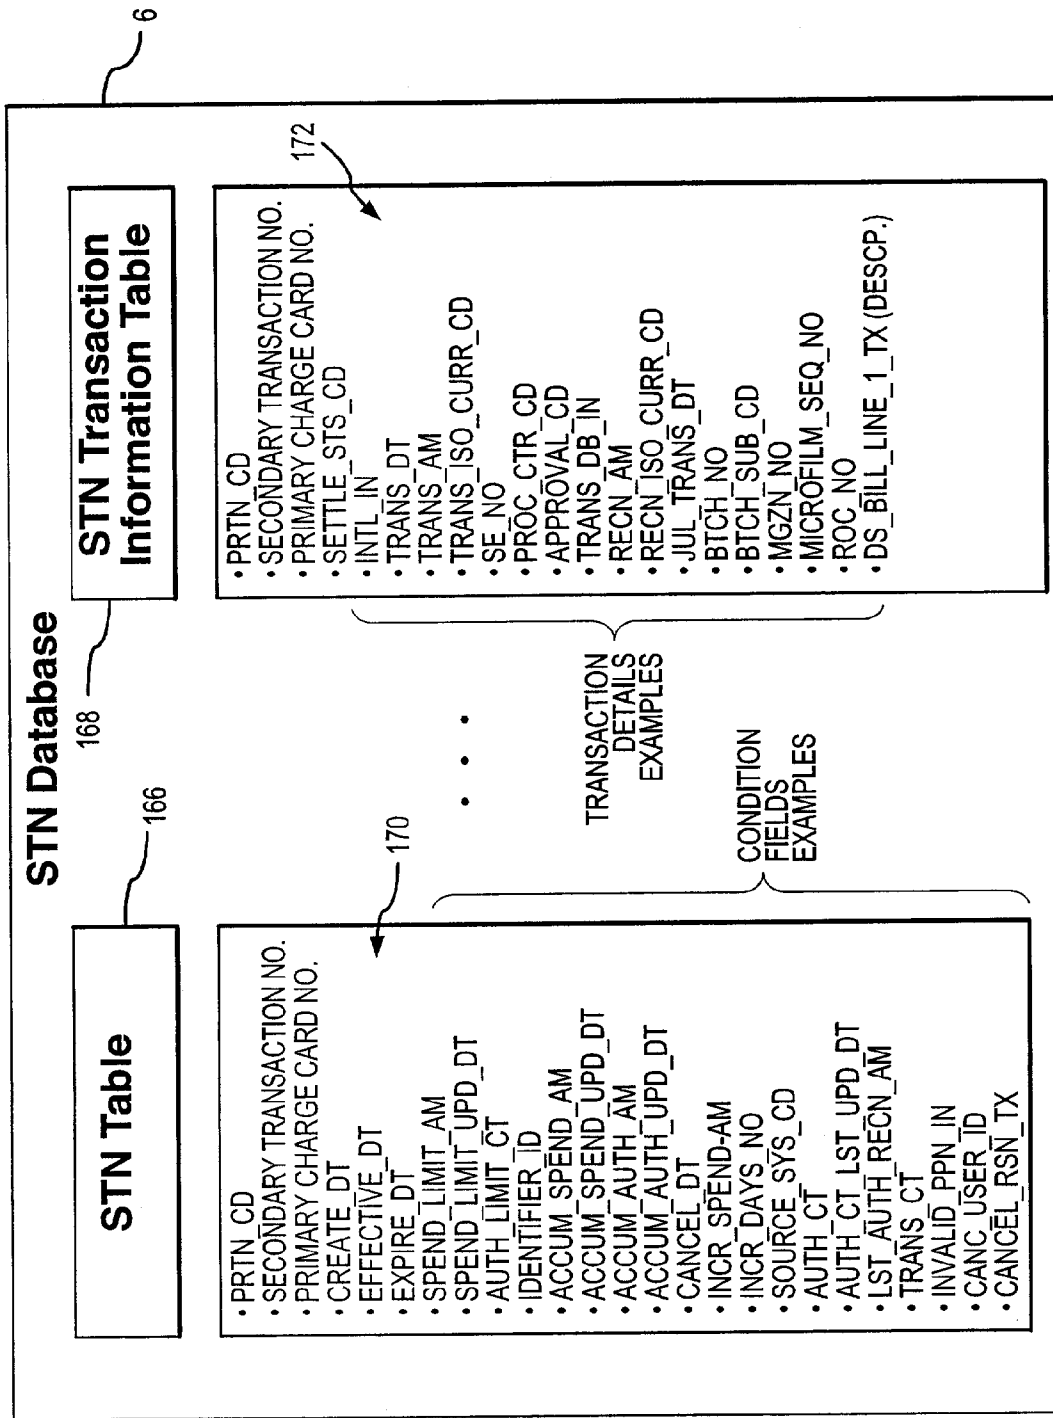 STN Database
6
166
STN Table
• PRTN_CD
• SECONDARY TRANSACTION NO.
• PRIMARY CHARGE CARD NO.
• CREATE_DT
• EFFECTIVE_DT
• EXPIRE_DT
• SPEND_LIMIT_AM
• SPEND_LIMIT_UPD_DT
• AUTH_LIMIT_CT
• IDENTIFIER_ID
• ACCUM_SPEND_AM
• ACCUM_SPEND_UPD_DT
• ACCUM_AUTH_AM
• ACCUM_AUTH_UPD_DT
• CANCEL_DT
• INCR_SPEND-AM
• INCR_DAYS_NO
• SOURCE_SYS_CD
• AUTH_CT
• AUTH_CT_LST_UPD_DT
• LST_AUTH_RECN_AM
• TRANS_CT
• INVALID_PPN_IN
• CANC_USER_ID
• CANCEL_RSN_TX
170
CONDITION
FIELDS
EXAMPLES
• • •
168
STN Transaction
Information Table
• PRTN_CD
• SECONDARY TRANSACTION NO.
• PRIMARY CHARGE CARD NO.
• SETTLE_STS_CD
• INTL_IN
• TRANS_DT
• TRANS_AM
• TRANS_ISO_CURR_CD
• SE_NO
• PROC_CTR_CD
• APPROVAL_CD
• TRANS_DB_IN
• RECN_AM
• RECN_ISO_CURR_CD
• JUL_TRANS_DT
• BTCH_NO
• BTCH_SUB_CD
• MGZN_NO
• MICROFILM_SEQ_NO
• ROC_NO
• DS_BILL_LINE_1_TX (DESCP.)
172
TRANSACTION
DETAILS
EXAMPLES